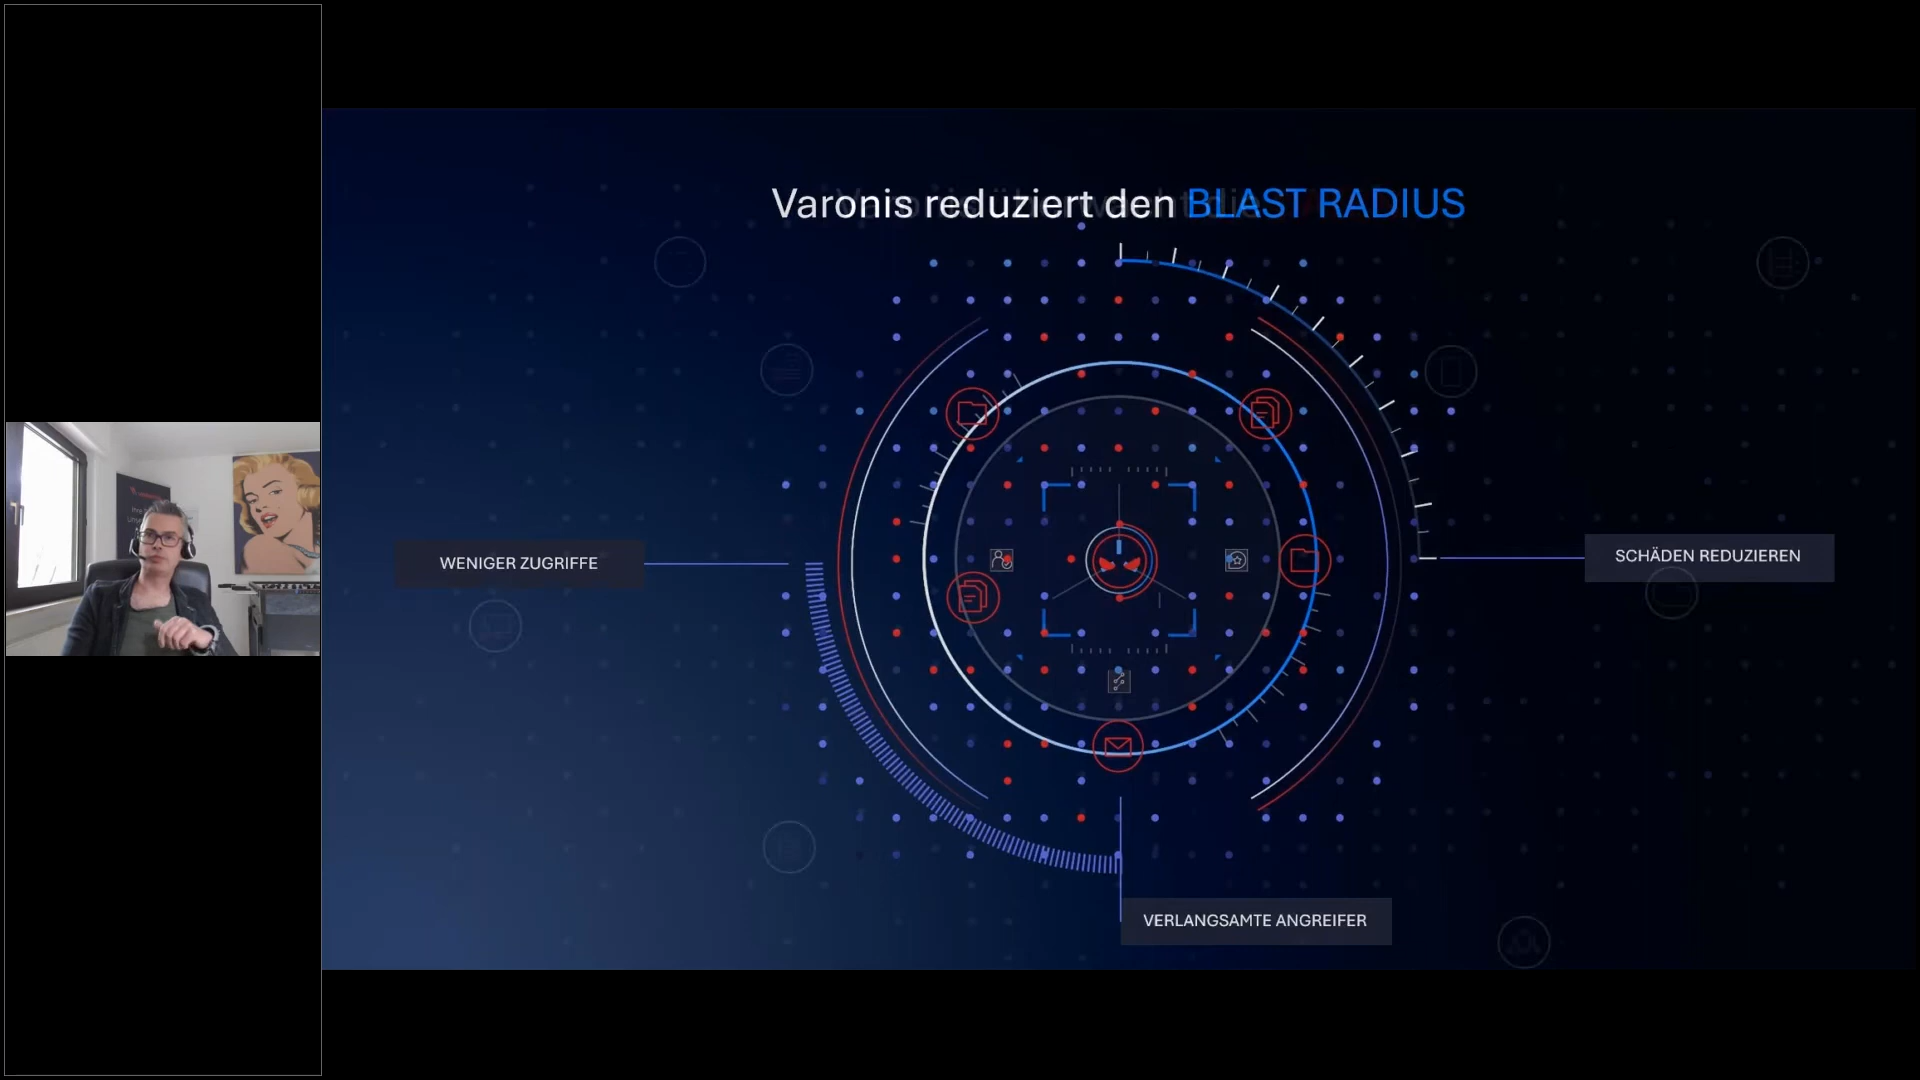 Varonis reduziert den BLAST RADIUS
WENIGER ZUGRIFFE
SCHÄDEN REDUZIEREN
VERLANGSAMTE ANGREIFER